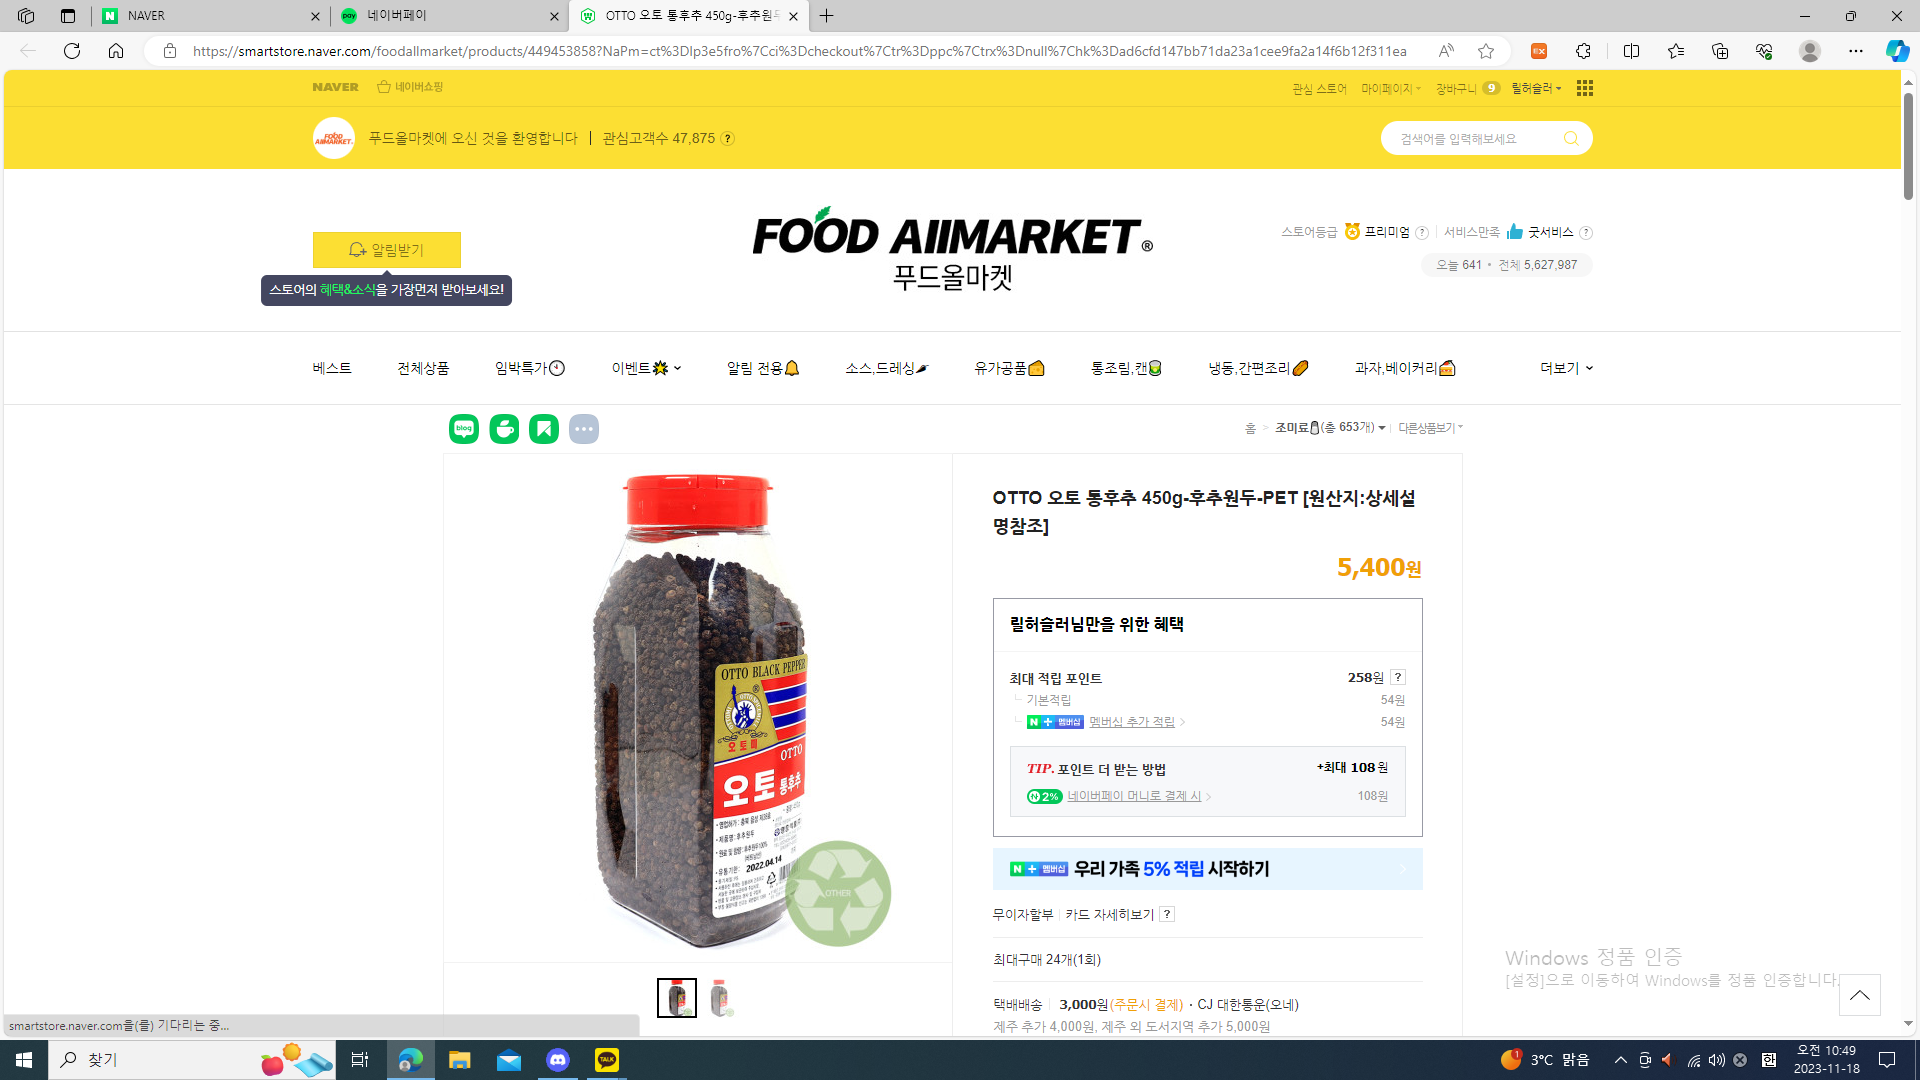 NAVER
네이버페이
OTTO 오토 통후추 450g-후추원두
https://smartstore.naver.com/foodallmarket/products/449453858?NaPm=ct%3Dlp3e5fro%7Cci%3Dcheckout%7Ctr%3Dppc%7Ctrx%3Dnull%7Chk%3Dad6cfd147bb71da23a1cee9fa2a14f6b12f311ea
NAVER 네이버쇼핑
관심 스토어 마이페이지 장바구니 9 릴허슬러
FOOD AllMARKET. 푸드올마켓에 오신 것을 환영합니다 관심고객수 47,875 ?
검색어를 입력해보세요
알림받기
스토어의 혜택&소식을 가장먼저 받아보세요!
FOOD AllMARKET®
푸드올마켓
스토어등급 프리미엄 ? 서비스만족 굿서비스 ?
오늘 641 • 전체 5,627,987
베스트 전체상품 임박특가 이벤트 알림 전용 소스,드레싱 유가공품 통조림,캔 냉동,간편조리 과자,베이커리 더보기
blog
홈 > 조미료(총 653개) 다른상품보기
OTTO BLACK PEPPER
오토
OTTO
오토 통후추
2022.04.14
OTHER
OTTO 오토 통후추 450g-후추원두-PET [원산지:상세설
명참조]
5,400원
릴허슬러님만을 위한 혜택
최대 적립 포인트 258원 ?
기본적립 54원
N+ 멤버십 멤버십 추가 적립 > 54원
TIP. 포인트 더 받는 방법 +최대 108원
N 2% 네이버페이 머니로 결제 시 > 108원
N+ 멤버십 우리 가족 5% 적립 시작하기
무이자할부 카드 자세히보기 ?
최대구매 24개(1회)
택배배송 3,000원(주문시 결제) · CJ 대한통운(오네)
제주 추가 4,000원, 제주 외 도서지역 추가 5,000원
Windows 정품 인증
[설정]으로 이동하여 Windows를 정품 인증합니다.
smartstore.naver.com을(를) 기다리는 중...
찾기
TALK
1 3°C 맑음
한
오전 10:49
2023-11-18